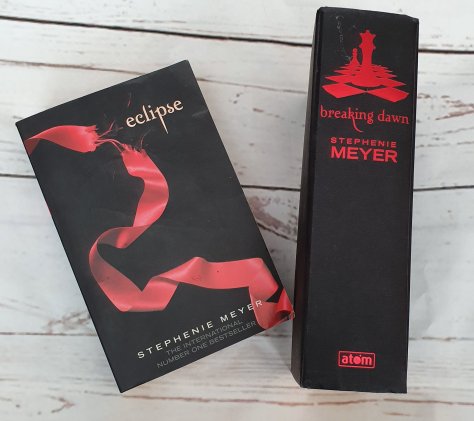 eclipse
STEPHENIE MEYER
THE INTERNATIONAL
NUMBER ONE BESTSELLER
breaking dawn
STEPHENIE
MEYER
atom